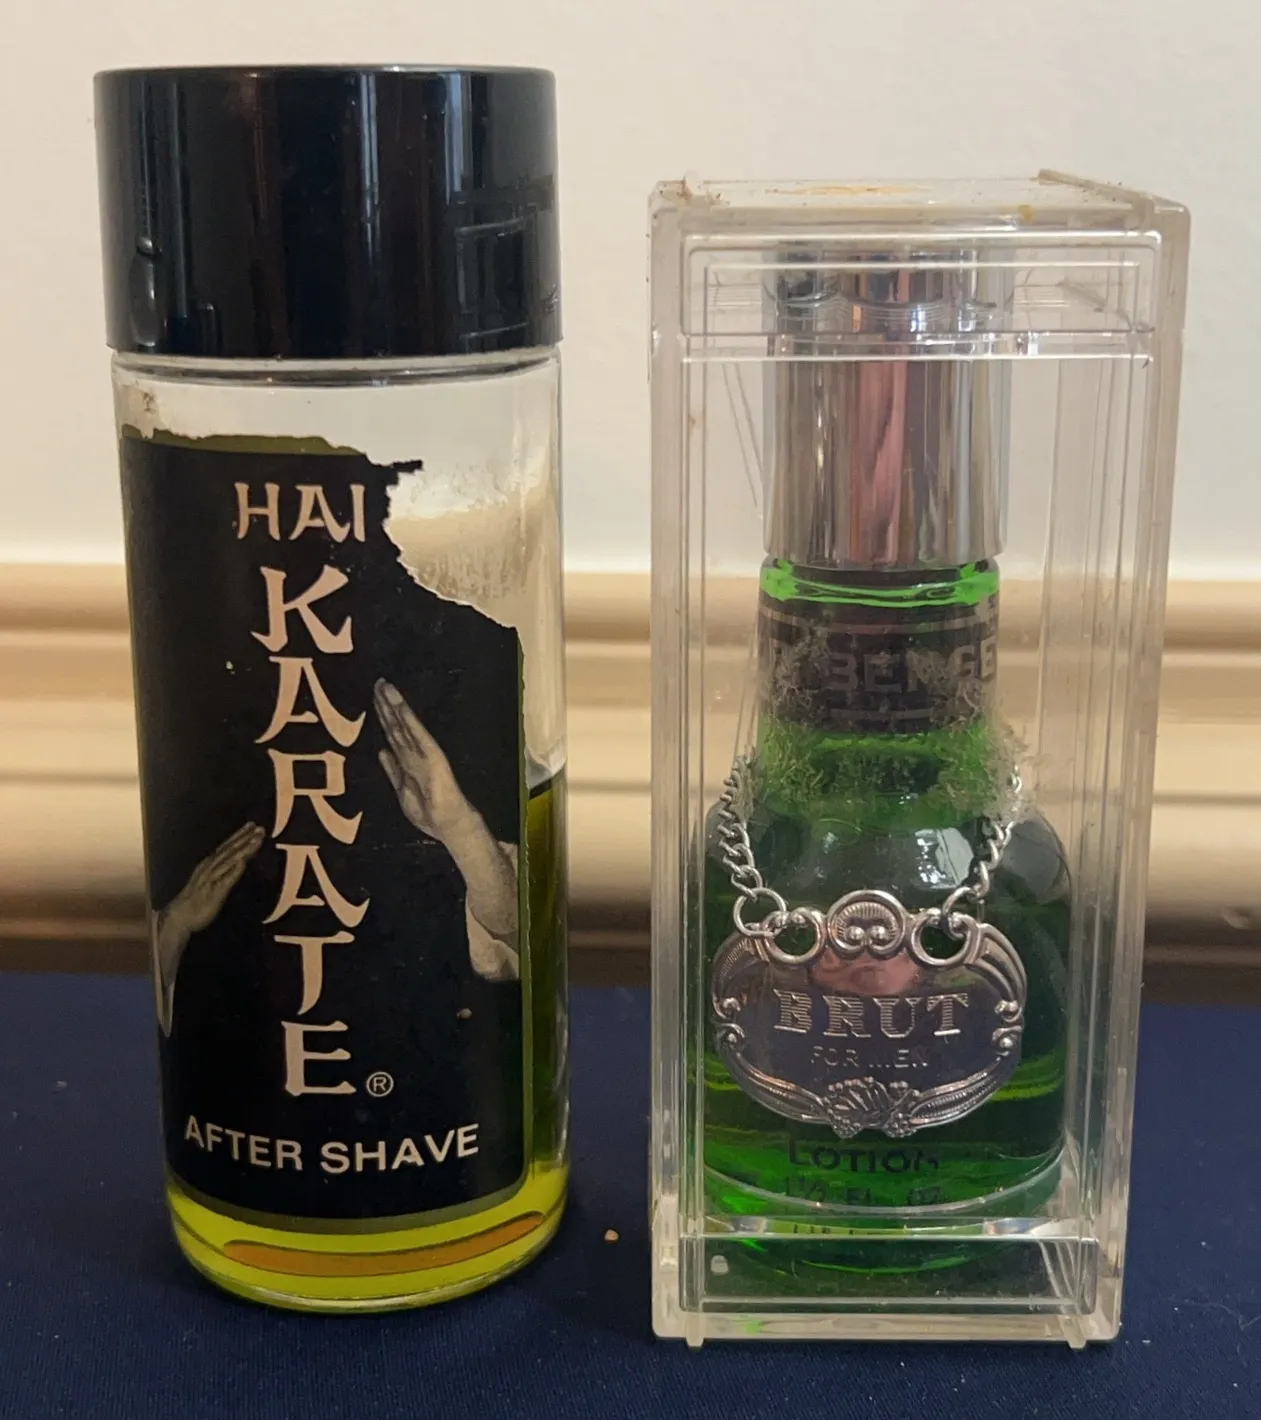 HAI
KARATE®
AFTER SHAVE
BRUT
FOR MEN
LOTION